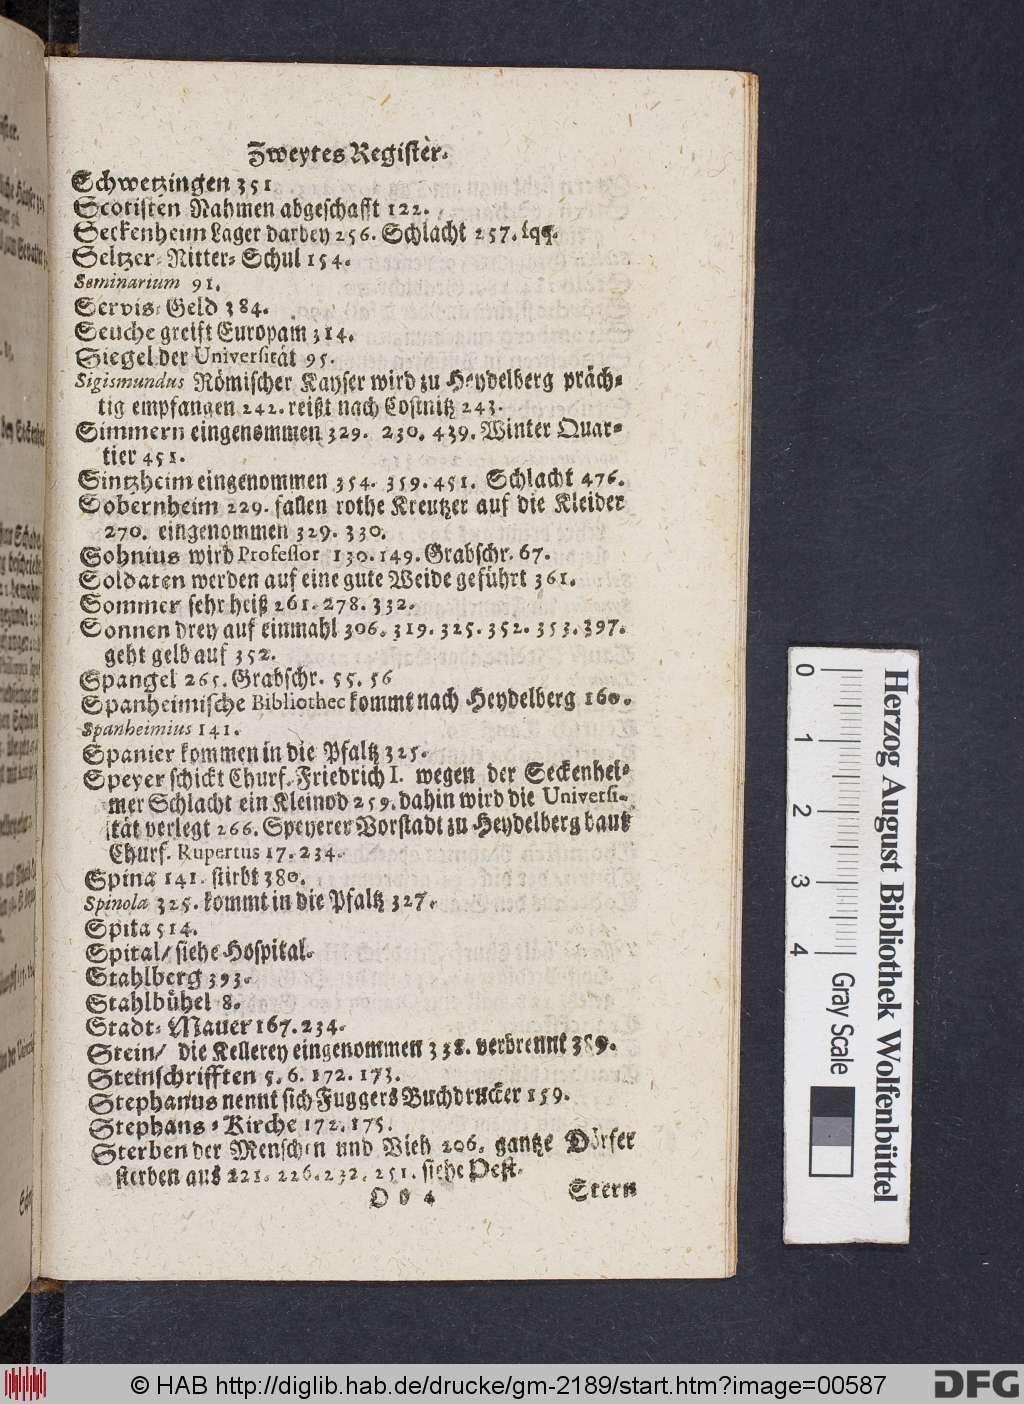 Zweytes Register.
Schwetzingen 351
Scotisten Nahmen abgeschafft 122.
Seckenheim Lager darbey 256. Schlacht 257. sqq.
Seltzer-Ritter-Schul 154.
Seminarium 91.
Servis-Geld 384.
Seuche greift Europam 314.
Siegel der Universität 95.
Sigismundus Römischer Kayser wird zu Heydelberg präch-
tig empfangen 242. reißt nach Costnitz 243.
Simmern eingenommen 329. 230. 439. Winter Quar-
tier 451.
Sintzheim eingenommen 354. 359. 451. Schlacht 476.
Sobernheim 229. fallen rothe Kreutzer auf die Kleider
270. eingenommen 329. 330.
Sohnius wird Professor 130. 149. Grabschr. 67.
Soldaten werden auf eine gute Weide geführt 361.
Sommer sehr heiß 261. 278. 332.
Sonnen drey auf einmahl 306. 319. 325. 352. 353. 397.
geht gelb auf 352.
Spangel 265. Grabschr. 55. 56
Spanheimische Bibliothec kommt nach Heydelberg 160.
Spanheimius 141.
Spanier kommen in die Pfaltz 325.
Speyer schickt Churf. Friedrich I. wegen der Seckenhei-
mer Schlacht ein Kleinod 259. dahin wird die Universi-
tät verlegt 266. Speyerer Vorstadt zu Heydelberg baut
Churf. Rupertus 17. 234.
Spina 141. stirbt 380.
Spinola 325. kommt in die Pfaltz 327.
Spita 514.
Spital/ siehe Hospital.
Stahlberg 393.
Stahlbühel 8.
Stadt-Mauer 167. 234.
Stein/ die Kellerey eingenommen 338. verbrennt 389.
Steinschrifften 5. 6. 172. 173.
Stephanus nennt sich Fuggers Buchdrucker 159.
Stephans-Kirche 172. 175.
Sterben der Menschen und Vieh 206. gantze Dörfer
sterben aus 221. 226. 232. 251. siehe Pest.
O o 4 Stern
0 1 2 3 4
Herzog August Bibliothek Wolfenbüttel
Gray Scale
© HAB http://diglib.hab.de/drucke/gm-2189/start.htm?image=00587
DFG